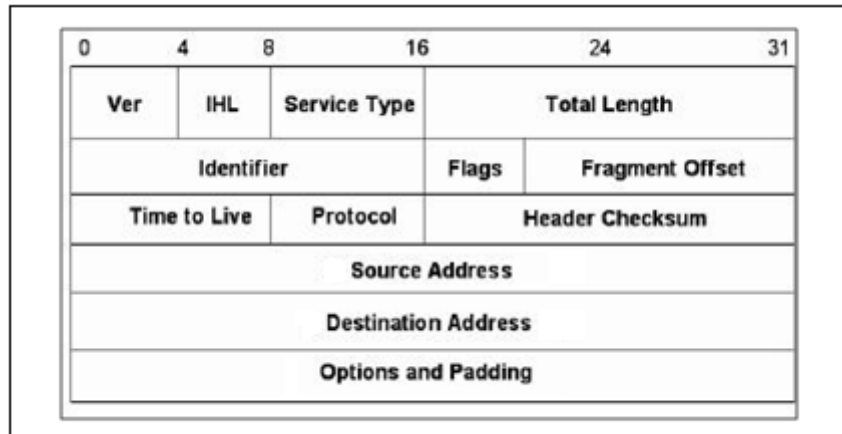 0 4 8 16 24 31
Ver IHL Service Type Total Length
Identifier Flags Fragment Offset
Time to Live Protocol Header Checksum
Source Address
Destination Address
Options and Padding